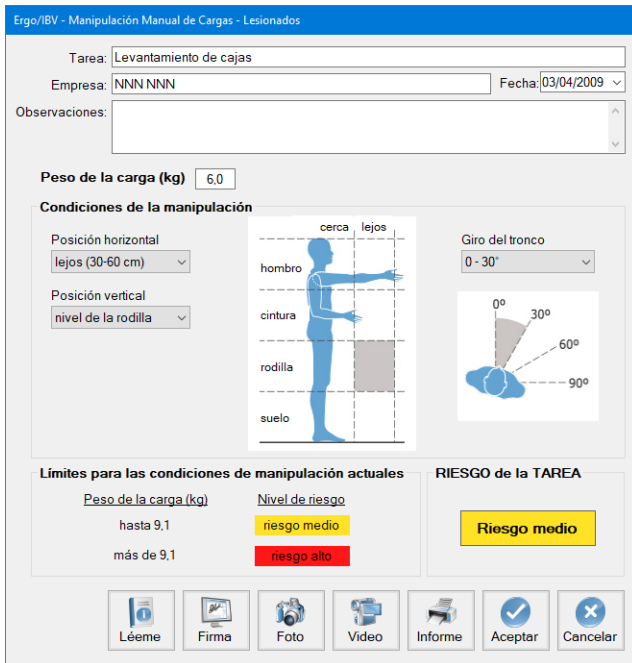 Ergo/IBV - Manipulación Manual de Cargas - Lesionados
Tarea: Levantamiento de cajas
Empresa: NNN NNN Fecha: 03/04/2009
Observaciones:
Peso de la carga (kg) 6,0
Condiciones de la manipulación
Posición horizontal
lejos (30-60 cm)
Posición vertical
nivel de la rodilla
cerca lejos
hombro
cintura
rodilla
suelo
Giro del tronco
0 - 30°
0º
30º
60º
90º
Límites para las condiciones de manipulación actuales
Peso de la carga (kg) Nivel de riesgo
hasta 9,1 riesgo medio
más de 9,1 riesgo alto
RIESGO de la TAREA
Riesgo medio
Léeme Firma Foto Video Informe Aceptar Cancelar